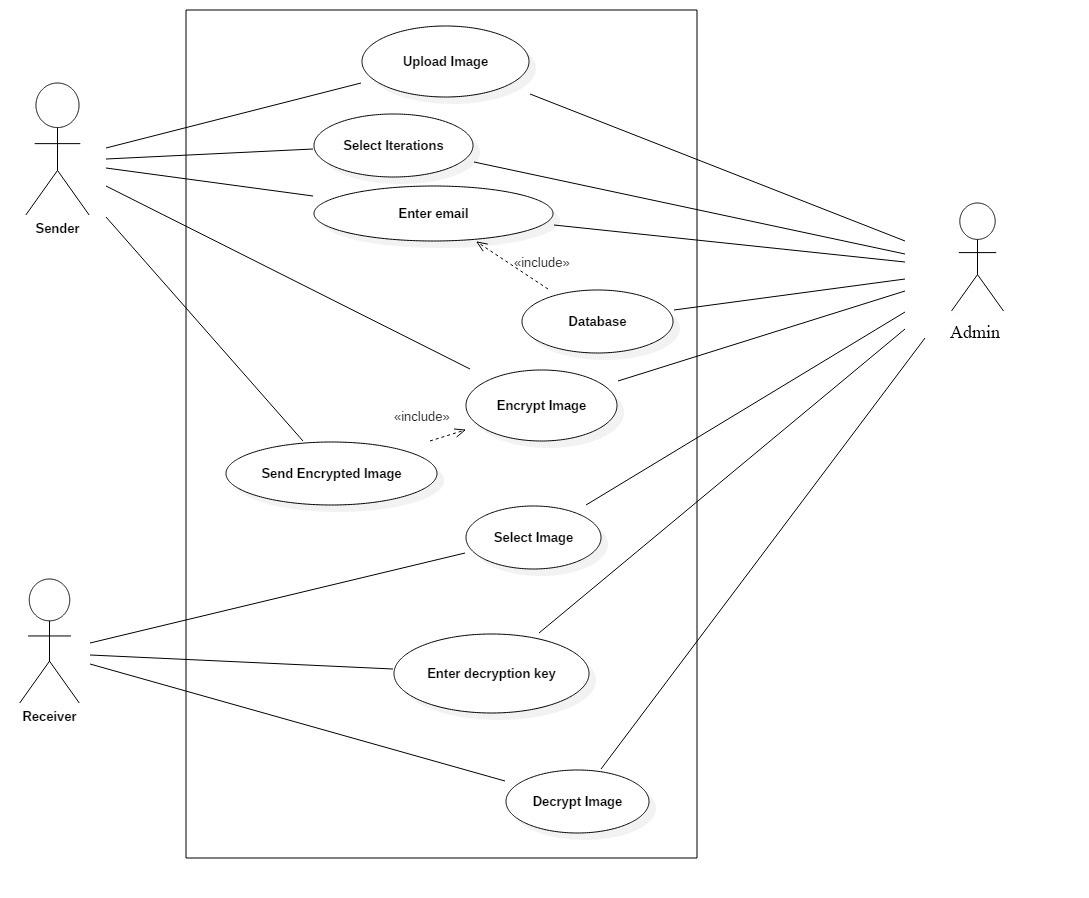 Upload Image
Select Iterations
Sender
Enter email
«include»
Database
Admin
Encrypt Image
«include»
Send Encrypted Image
Select Image
Enter decryption key
Receiver
Decrypt Image